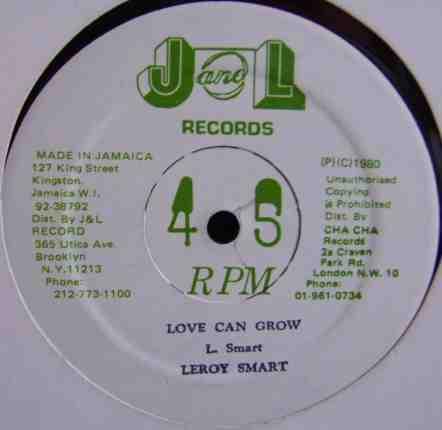 J and L
RECORDS
MADE IN JAMAICA
127 King Street
Kingston.
Jamaica W.I.
92-38792
Dist. By J&L
RECORD
365 Utica Ave.
Brooklyn
N.Y.11213
Phone:
212-773-1100
(P)(C)1980
Unauthorised
Copying
is Prohibited
Dist. By
CHA CHA
Records
2a Craven
Park Rd.
London N.W. 10
Phone:
01-961-0734
45
RPM
LOVE CAN GROW
L. Smart
LEROY SMART